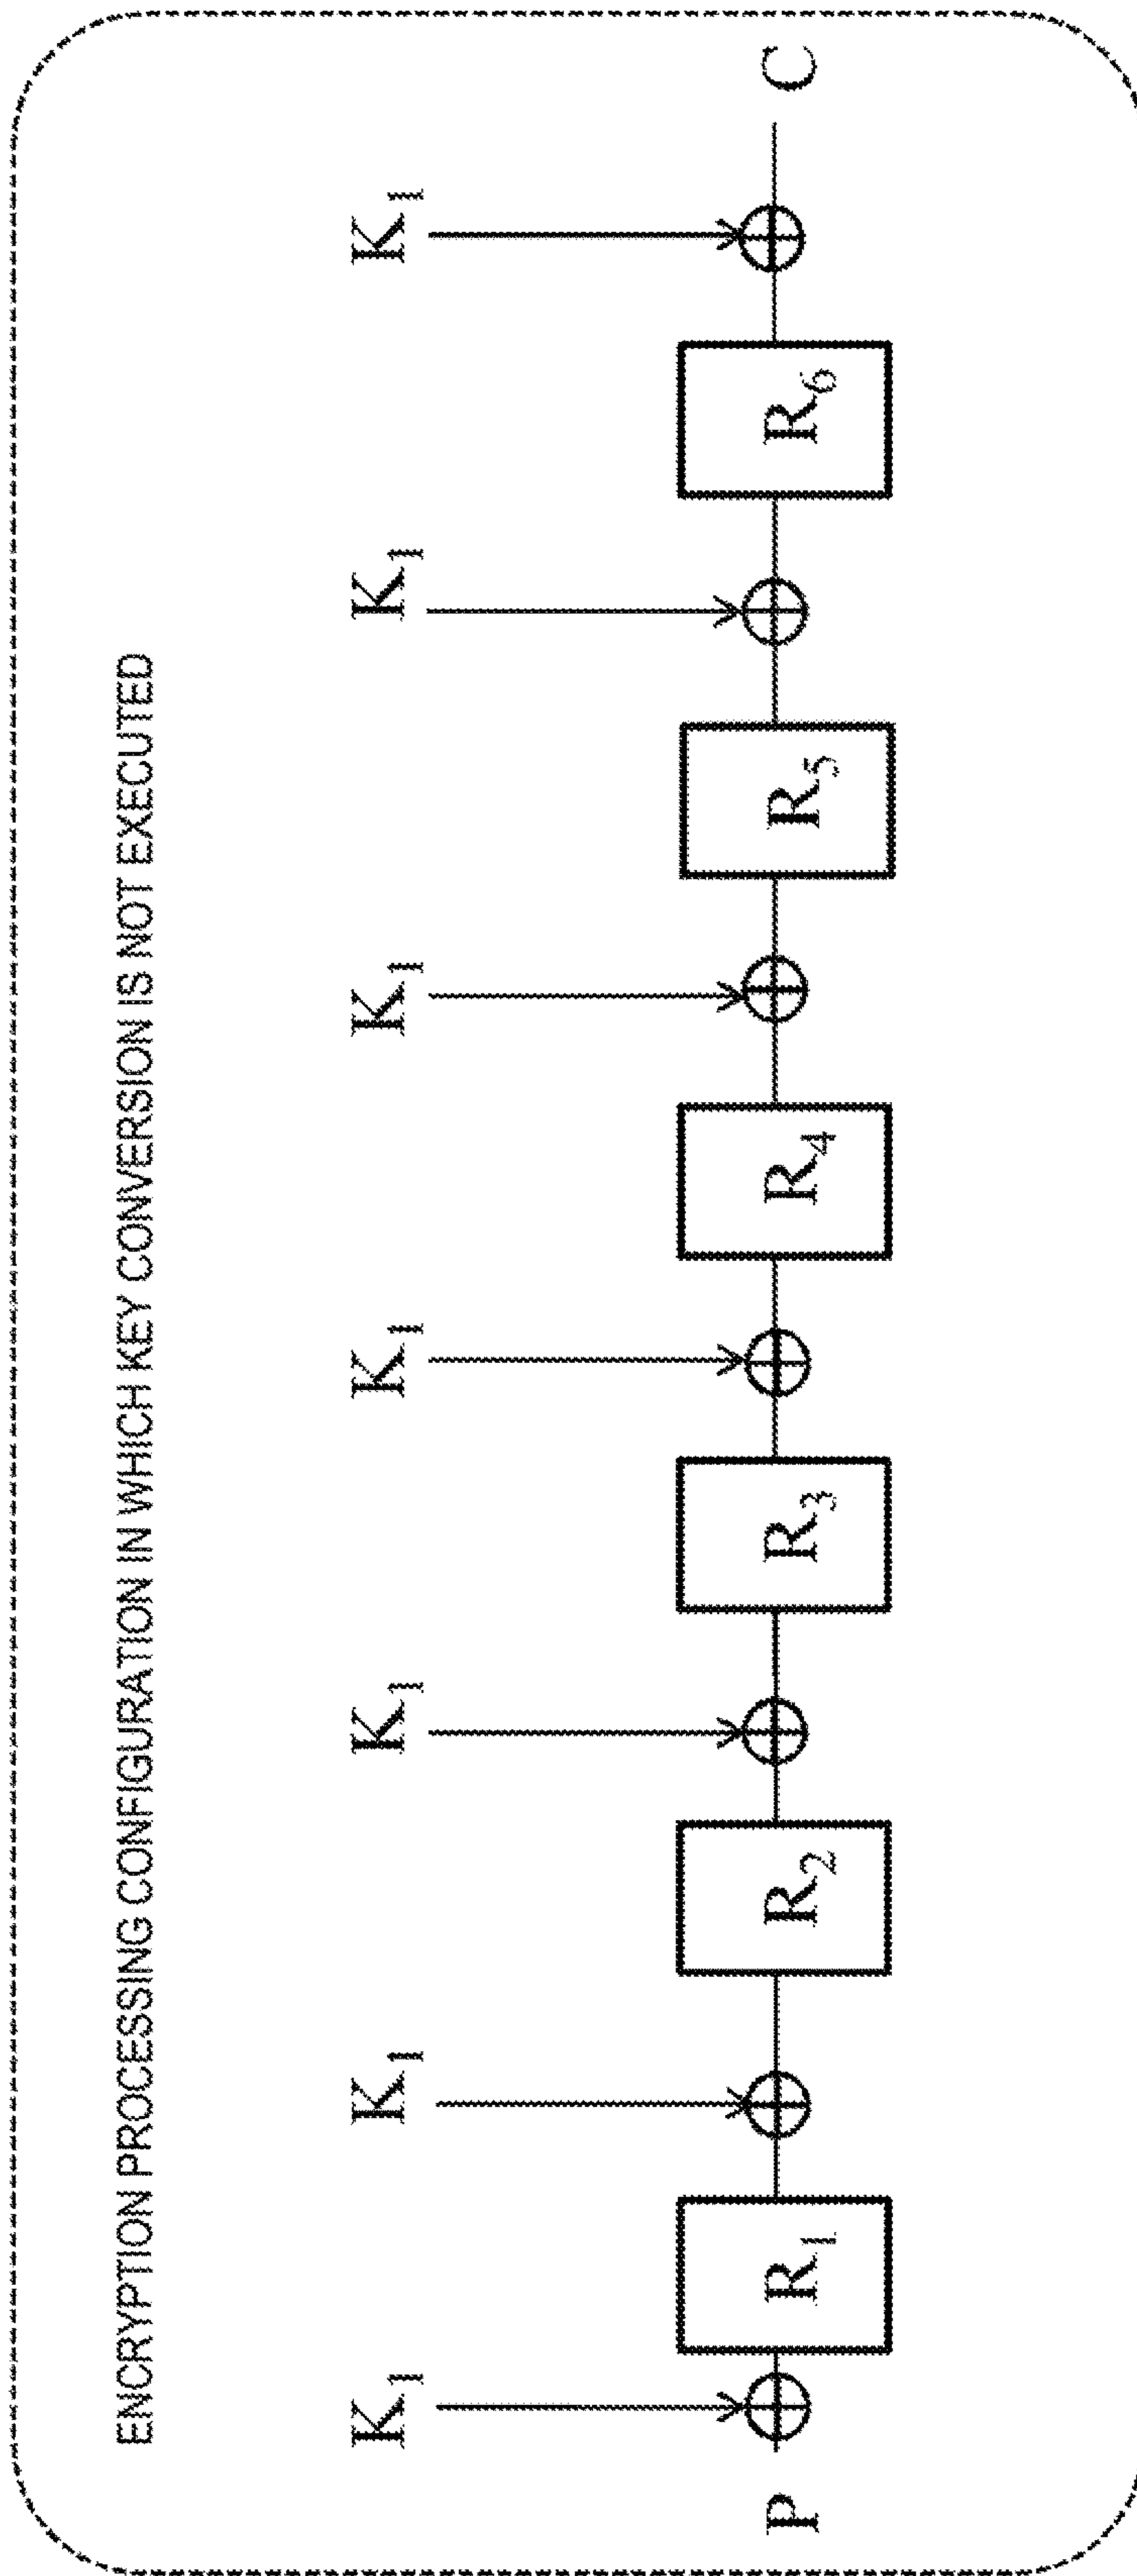 ENCRYPTION PROCESSING CONFIGURATION IN WHICH KEY CONVERSION IS NOT EXECUTED
K₁ K₁ K₁ K₁ K₁ K₁ K₁
P R₁ R₂ R₃ R₄ R₅ R₆ C